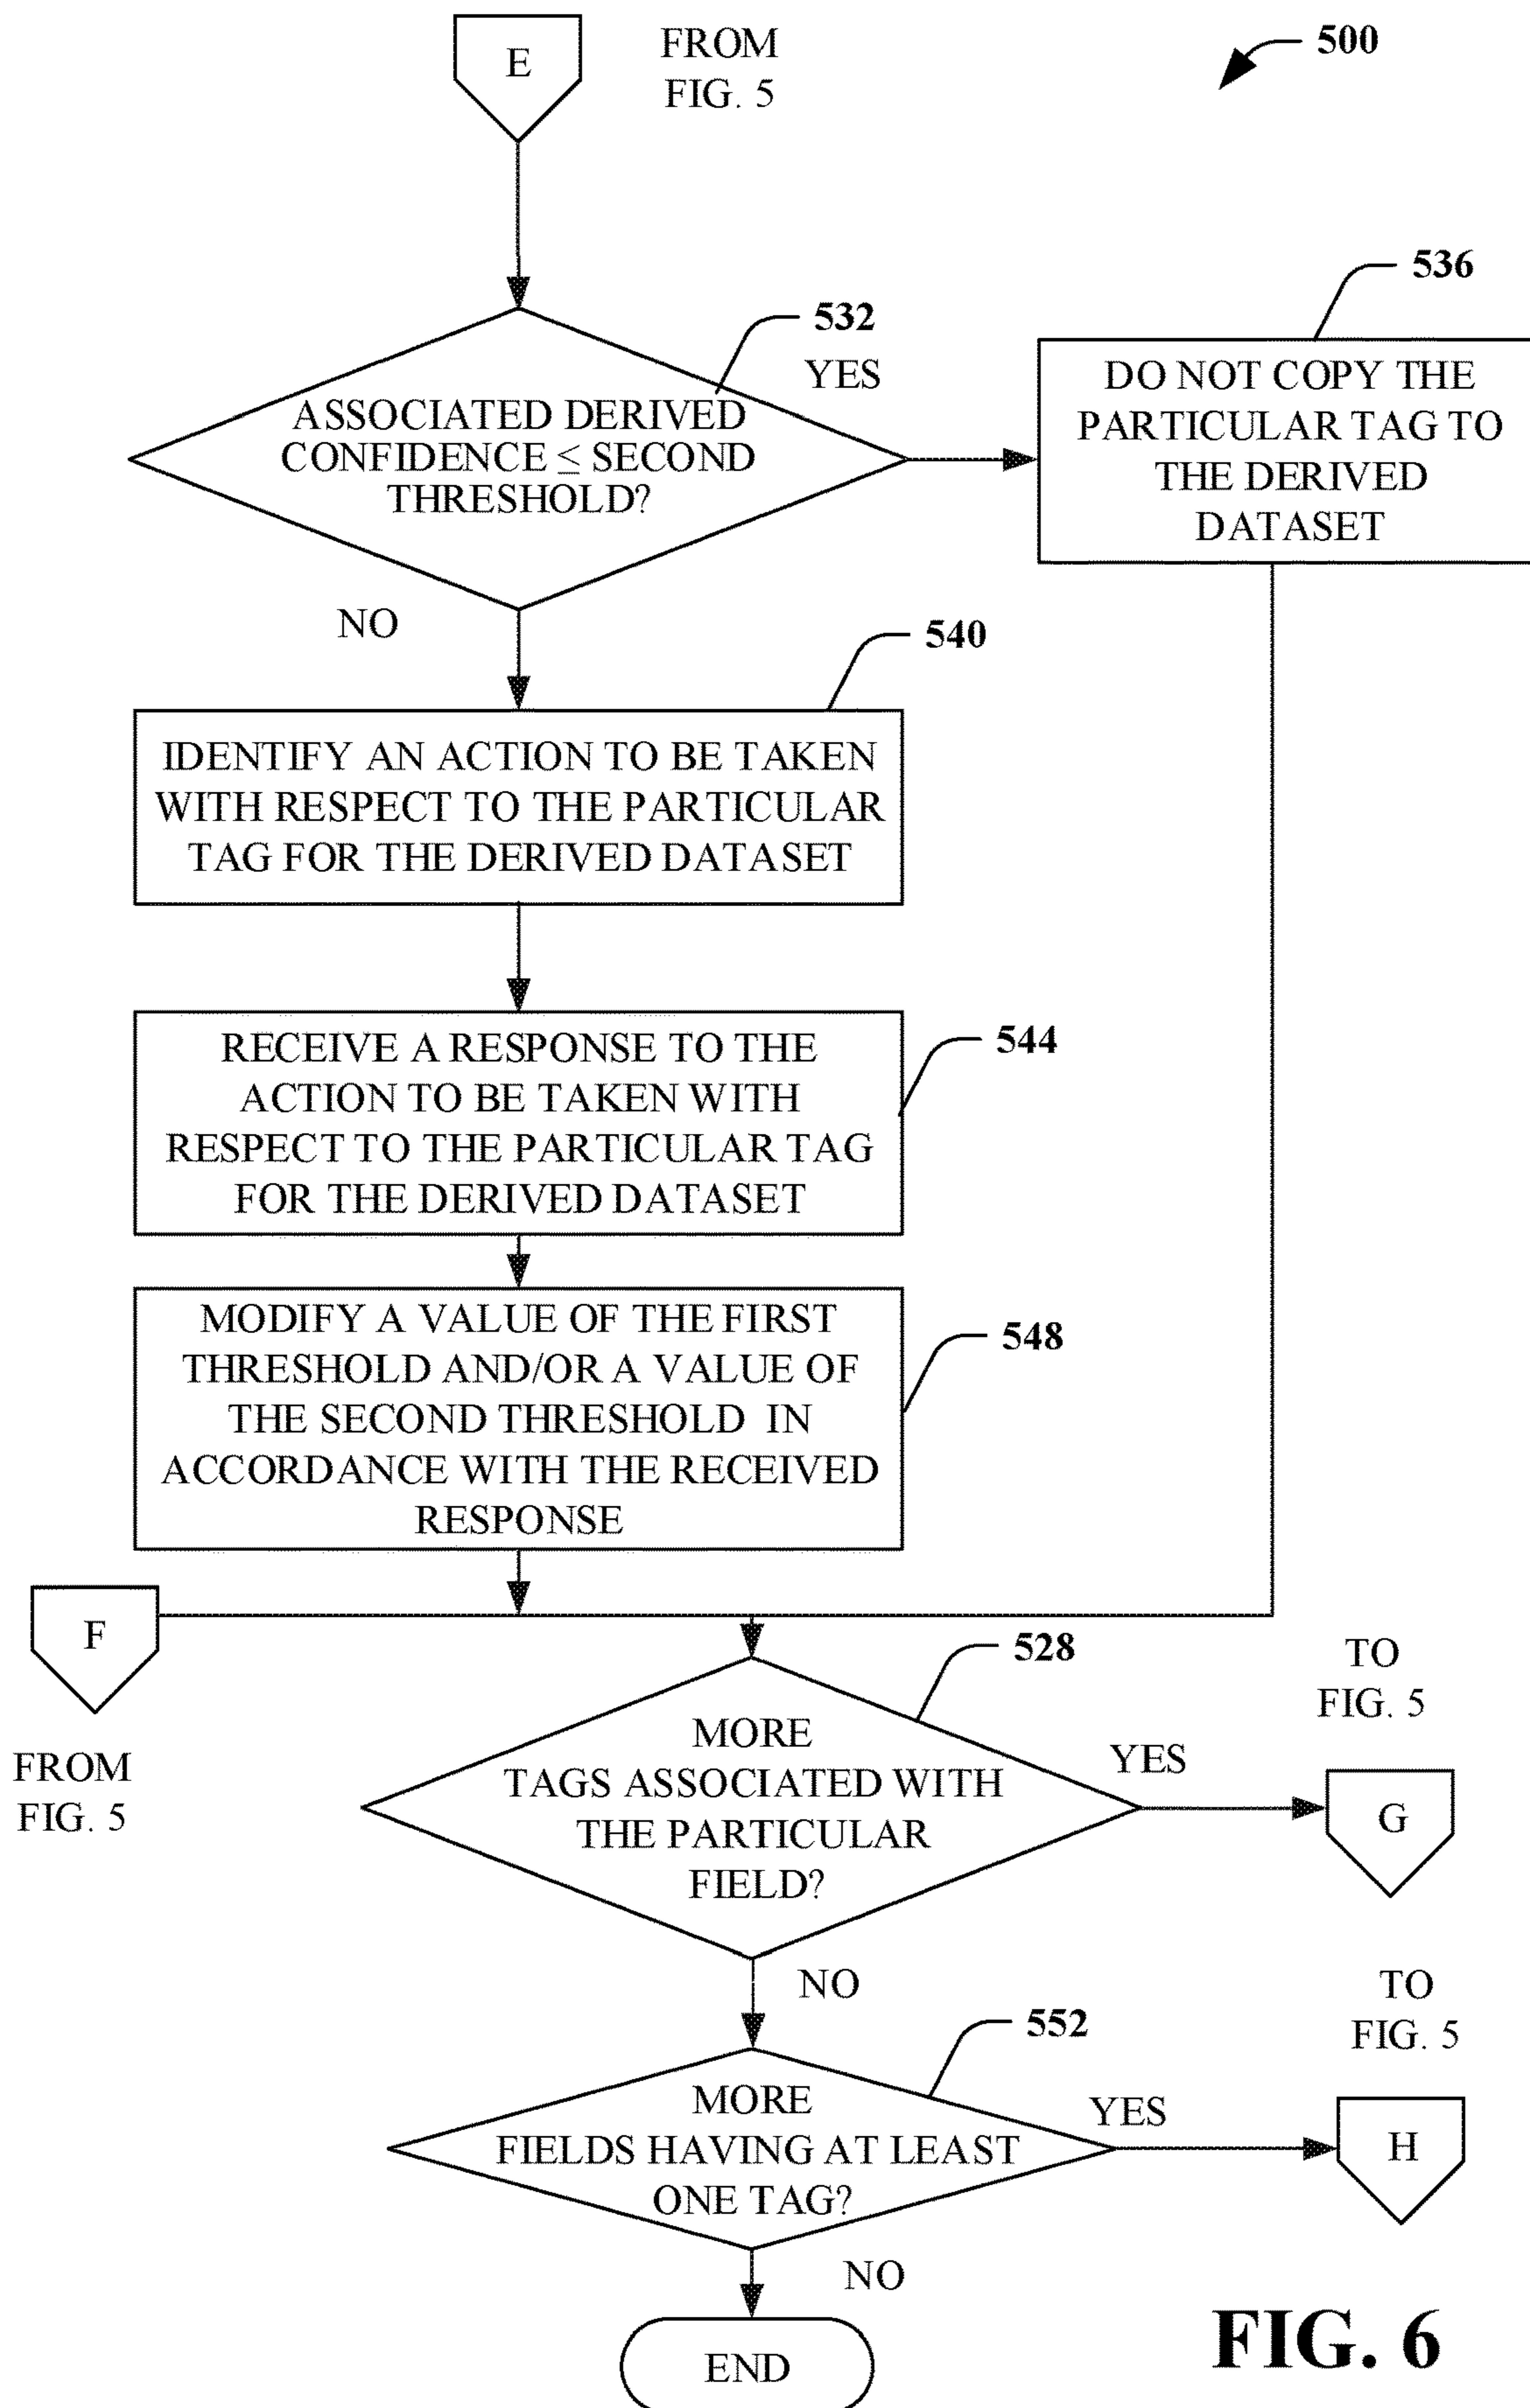 E
FROM
FIG. 5
500
532
YES
ASSOCIATED DERIVED
CONFIDENCE ≤ SECOND
THRESHOLD?
536
DO NOT COPY THE
PARTICULAR TAG TO
THE DERIVED
DATASET
NO
540
IDENTIFY AN ACTION TO BE TAKEN
WITH RESPECT TO THE PARTICULAR
TAG FOR THE DERIVED DATASET
544
RECEIVE A RESPONSE TO THE
ACTION TO BE TAKEN WITH
RESPECT TO THE PARTICULAR TAG
FOR THE DERIVED DATASET
548
MODIFY A VALUE OF THE FIRST
THRESHOLD AND/OR A VALUE OF
THE SECOND THRESHOLD IN
ACCORDANCE WITH THE RECEIVED
RESPONSE
F
FROM
FIG. 5
528
MORE
TAGS ASSOCIATED WITH
THE PARTICULAR
FIELD?
YES
TO
FIG. 5
G
NO
552
MORE
FIELDS HAVING AT LEAST
ONE TAG?
YES
TO
FIG. 5
H
NO
END
FIG. 6